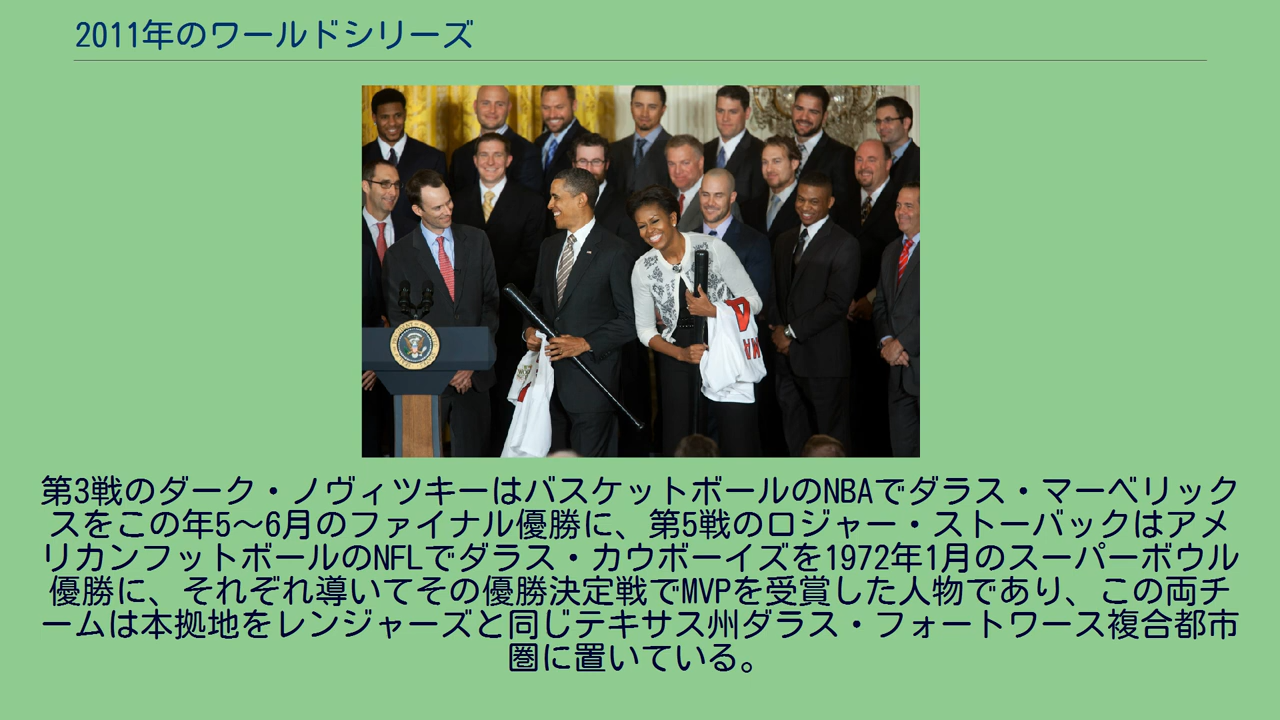 2011年のワールドシリーズ
第3戦のダーク・ノヴィツキーはバスケットボールのNBAでダラス・マーベリック
スをこの年5〜6月のファイナル優勝に、第5戦のロジャー・ストーバックはアメ
リカンフットボールのNFLでダラス・カウボーイズを1972年1月のスーパーボウル
優勝に、それぞれ導いてその優勝決定戦でMVPを受賞した人物であり、この両チ
ームは本拠地をレンジャーズと同じテキサス州ダラス・フォートワース複合都市
圏に置いている。